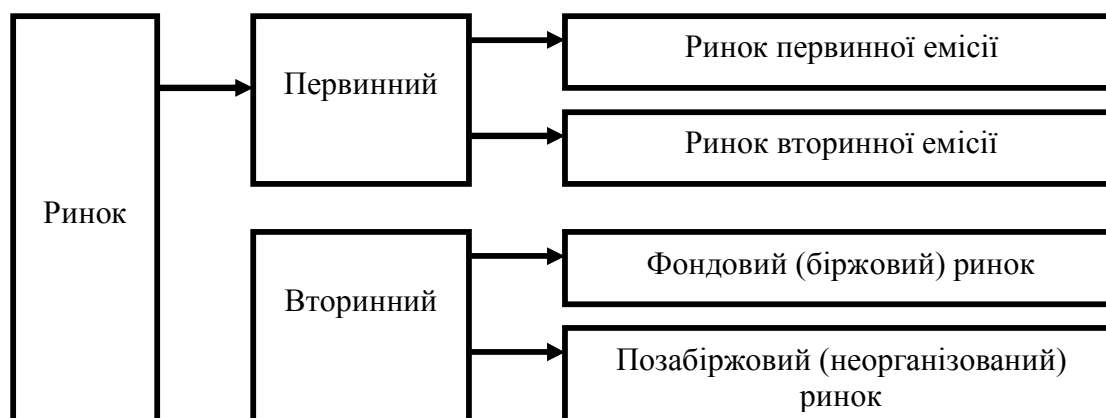 Ринок
Первинний
Ринок первинної емісії
Ринок вторинної емісії
Вторинний
Фондовий (біржовий) ринок
Позабіржовий (неорганізований)
ринок